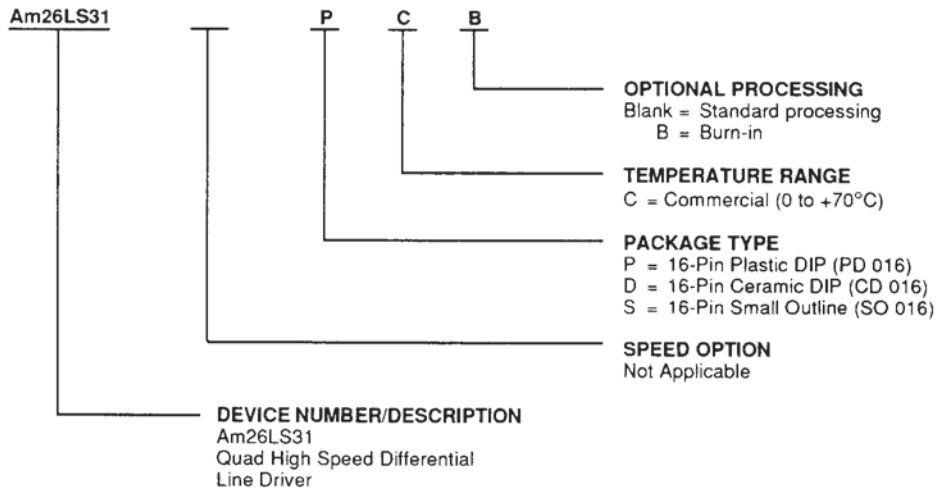 Am26LS31 P C B
OPTIONAL PROCESSING
Blank = Standard processing
B = Burn-in
TEMPERATURE RANGE
C = Commercial (0 to +70°C)
PACKAGE TYPE
P = 16-Pin Plastic DIP (PD 016)
D = 16-Pin Ceramic DIP (CD 016)
S = 16-Pin Small Outline (SO 016)
SPEED OPTION
Not Applicable
DEVICE NUMBER/DESCRIPTION
Am26LS31
Quad High Speed Differential
Line Driver